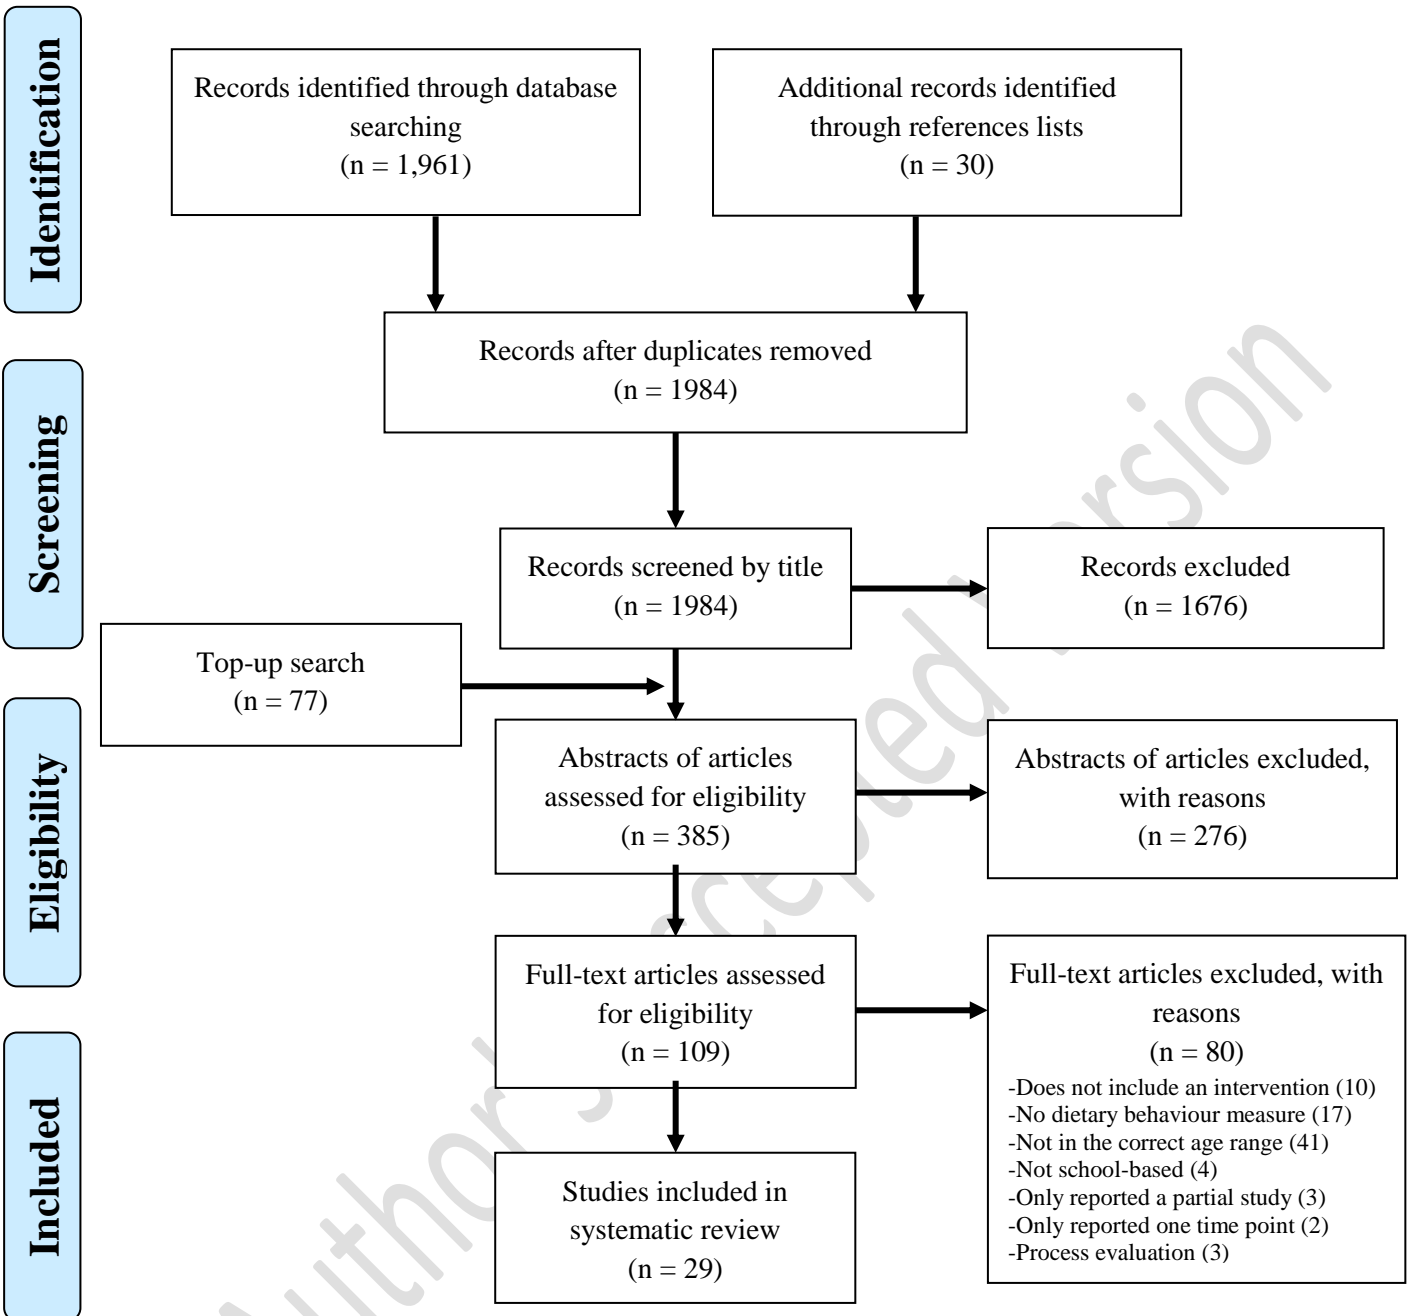 Identification
Records identified through database
searching
(n = 1,961)
Additional records identified
through references lists
(n = 30)
Records after duplicates removed
(n = 1984)
Screening
Records screened by title
(n = 1984)
Records excluded
(n = 1676)
Top-up search
(n = 77)
Eligibility
Abstracts of articles
assessed for eligibility
(n = 385)
Abstracts of articles excluded,
with reasons
(n = 276)
Full-text articles assessed
for eligibility
(n = 109)
Full-text articles excluded, with
reasons
(n = 80)
-Does not include an intervention (10)
-No dietary behaviour measure (17)
-Not in the correct age range (41)
-Not school-based (4)
-Only reported a partial study (3)
-Only reported one time point (2)
-Process evaluation (3)
Included
Studies included in
systematic review
(n = 29)
Author's accepted version